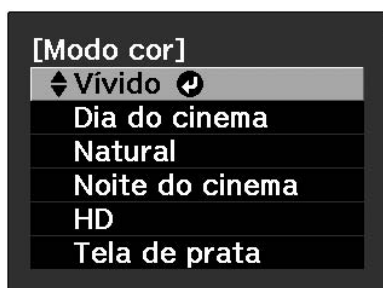 [Modo cor]
Vívido
Dia do cinema
Natural
Noite do cinema
HD
Tela de prata